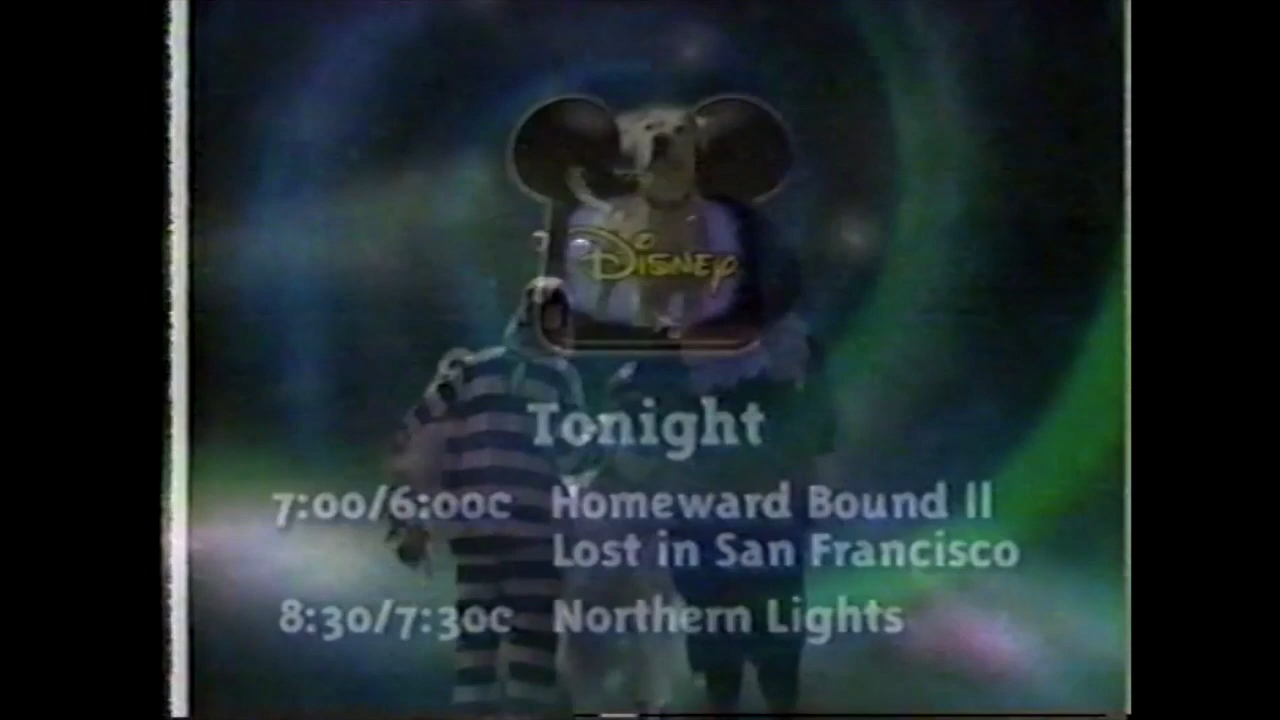 Disney
Tonight
7:00/6:00c Homeward Bound II
Lost in San Francisco
8:30/7:30c Northern Lights